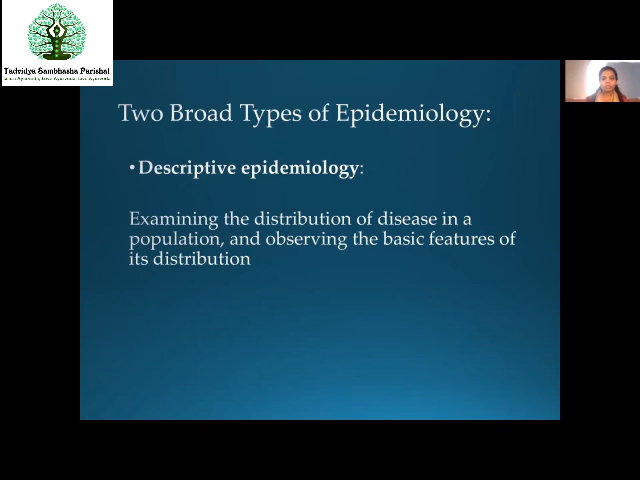 Tadvidya Sambhasha Parishat
Two Broad Types of Epidemiology:
• Descriptive epidemiology:
Examining the distribution of disease in a
population, and observing the basic features of
its distribution